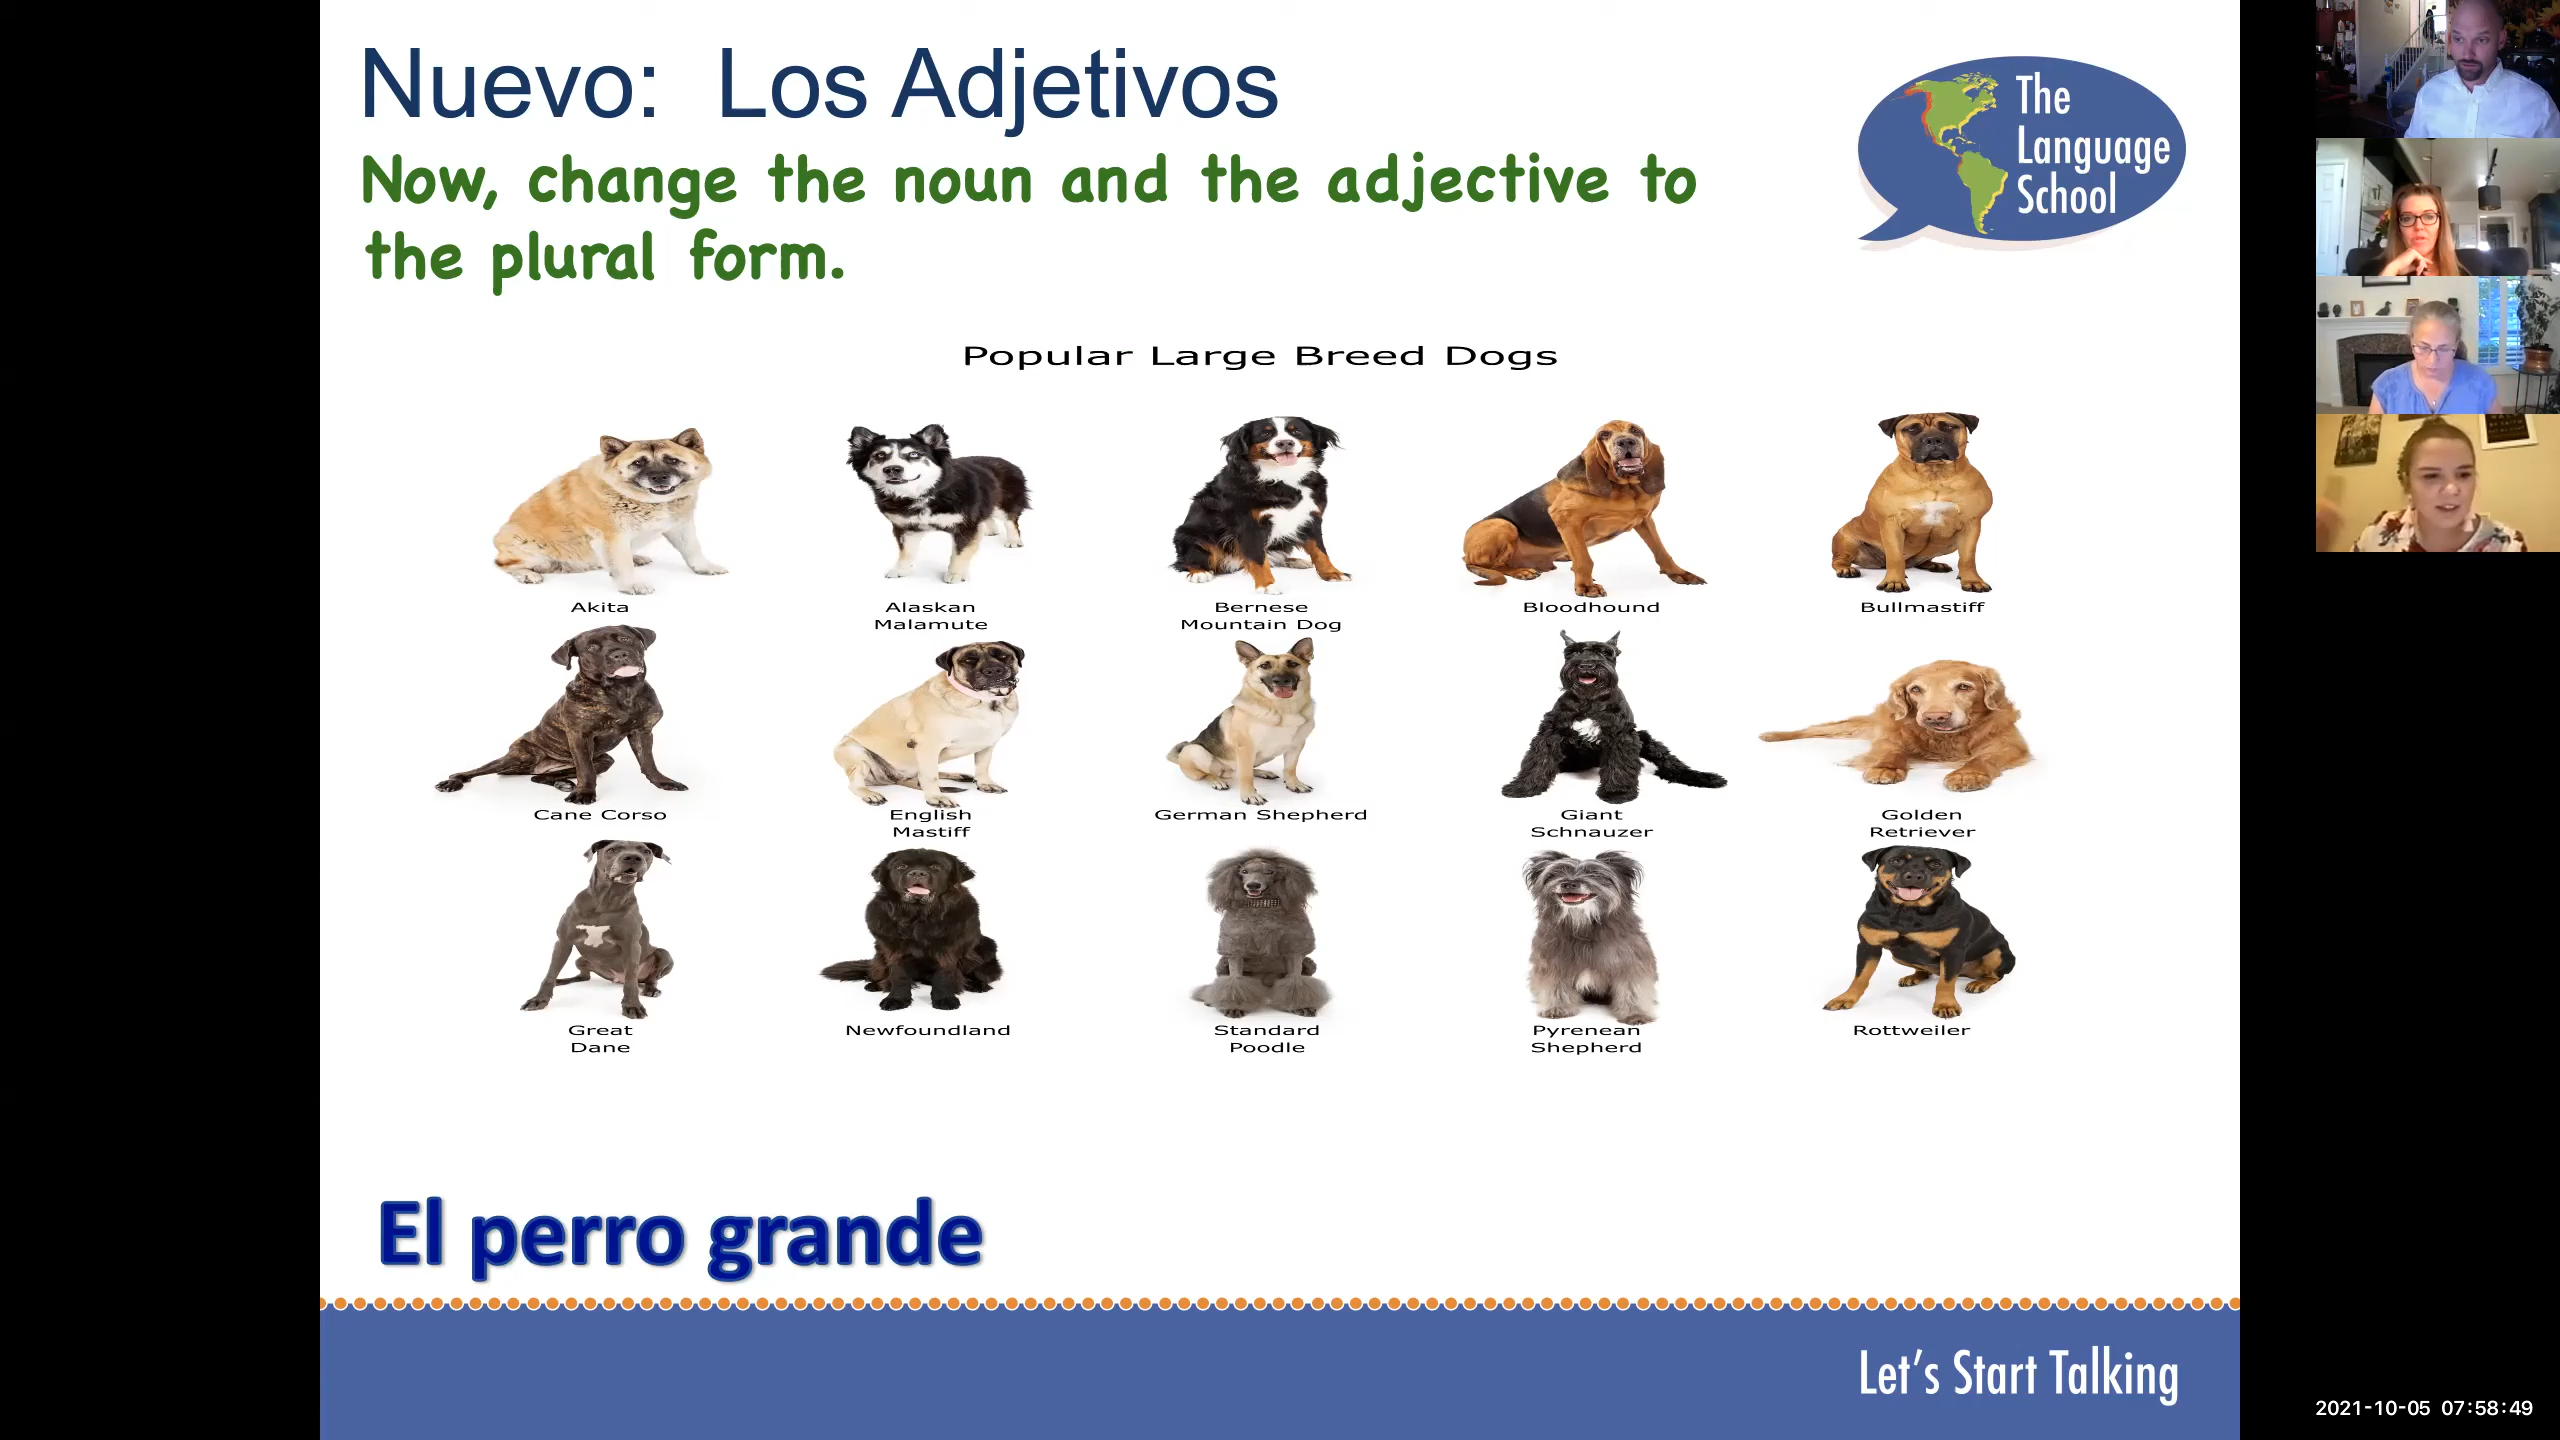 Nuevo:  Los Adjetivos
Now, change the noun and the adjective to
the plural form.
The
Language
School
Popular Large Breed Dogs
Akita
Alaskan
Malamute
Bernese
Mountain Dog
Bloodhound
Bullmastiff
Cane Corso
English
Mastiff
German Shepherd
Giant
Schnauzer
Golden
Retriever
Great
Dane
Newfoundland
Standard
Poodle
Pyrenean
Shepherd
Rottweiler
El perro grande
Let's Start Talking
2021-10-05 07:58:49